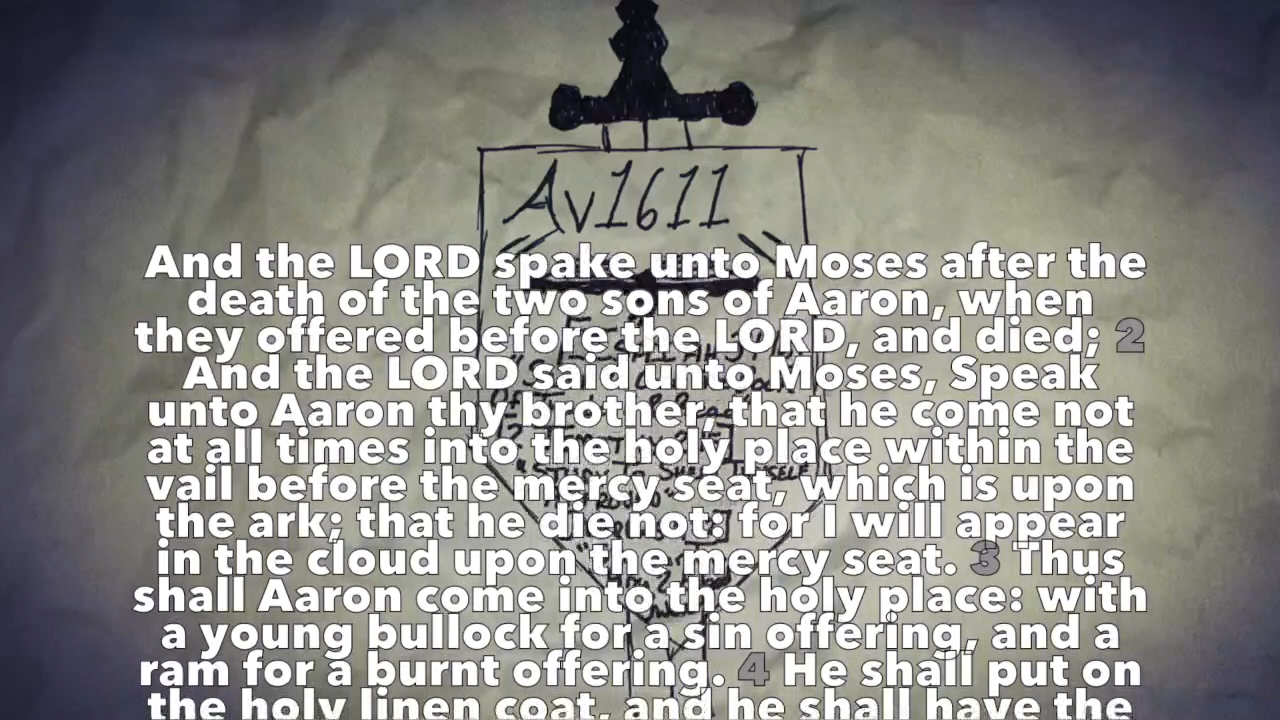 Av1611
And the LORD spake unto Moses after the
death of the two sons of Aaron, when
they offered before the LORD, and died; 2
And the LORD said unto Moses, Speak
unto Aaron thy brother, that he come not
at all times into the holy place within the
vail before the mercy seat, which is upon
the ark; that he die not: for I will appear
in the cloud upon the mercy seat. 3 Thus
shall Aaron come into the holy place: with
a young bullock for a sin offering, and a
ram for a burnt offering. 4 He shall put on
the holy linen coat, and he shall have the